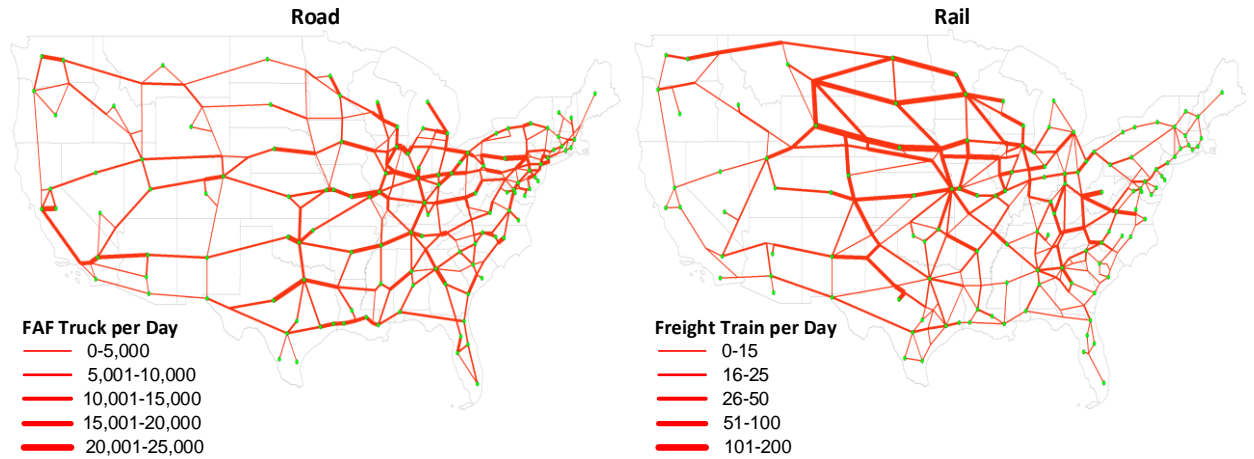 Road
FAF Truck per Day
0-5,000
5,001-10,000
10,001-15,000
15,001-20,000
20,001-25,000
Rail
Freight Train per Day
0-15
16-25
26-50
51-100
101-200